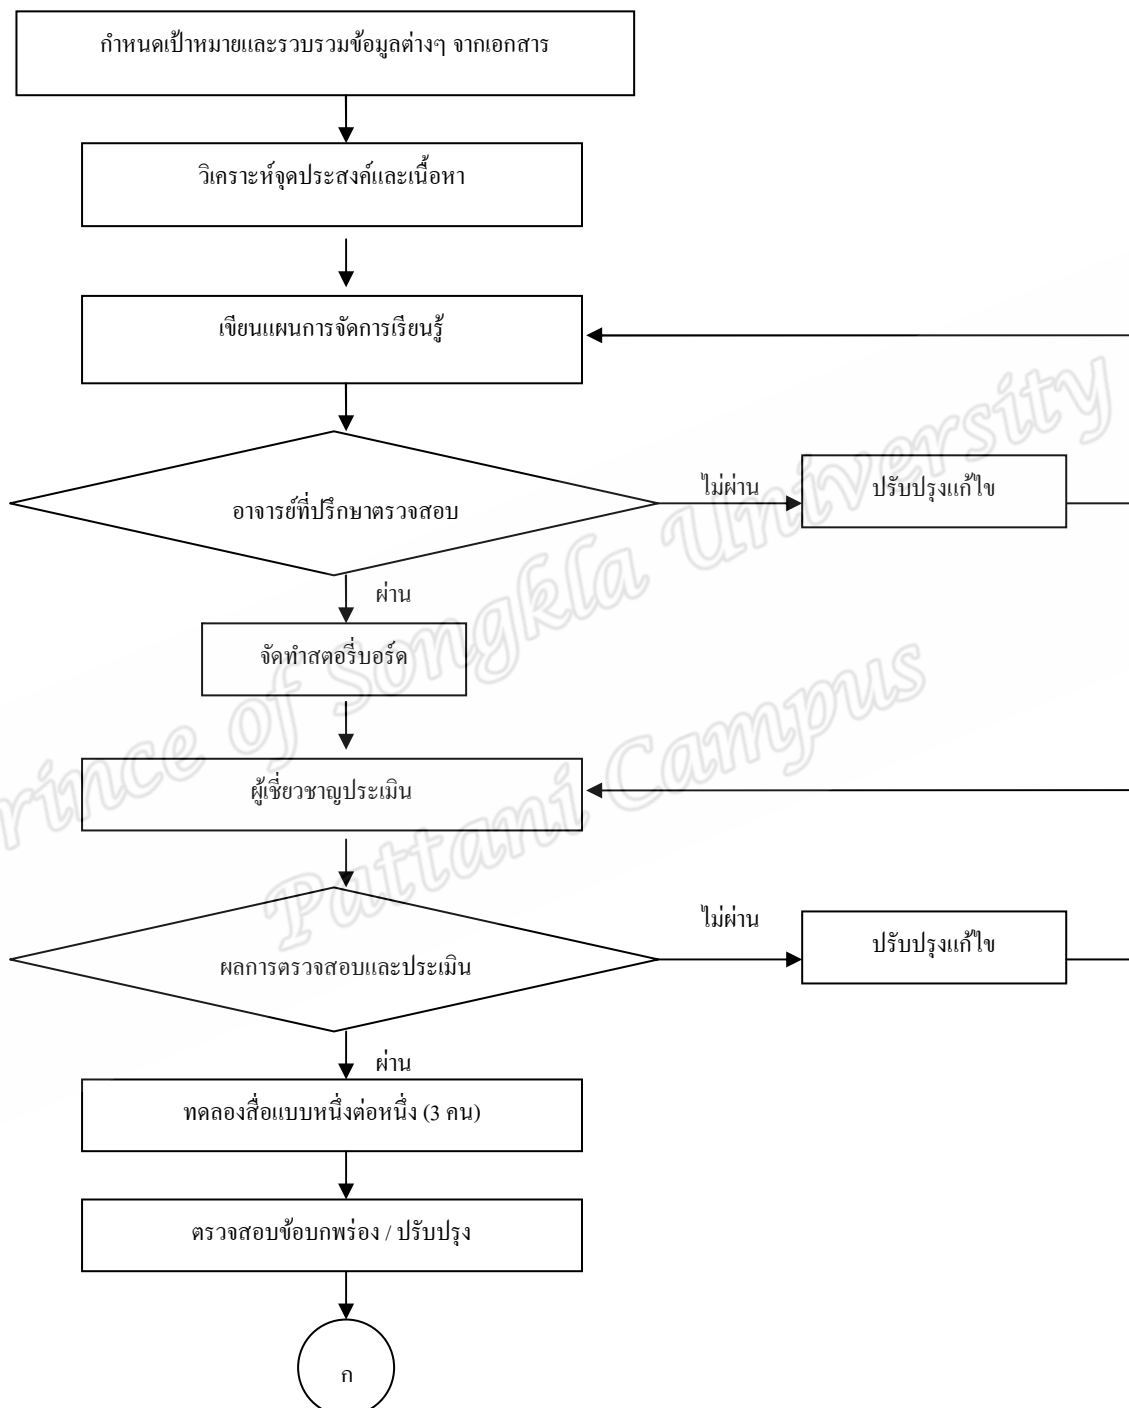 กำหนดเป้าหมายและรวบรวมข้อมูลต่างๆ จากเอกสาร
วิเคราะห์จุดประสงค์และเนื้อหา
เขียนแผนการจัดการเรียนรู้
อาจารย์ที่ปรึกษาตรวจสอบ
ไม่ผ่าน
ปรับปรุงแก้ไข
ผ่าน
จัดทำสตอรี่บอร์ด
ผู้เชี่ยวชาญประเมิน
ผลการตรวจสอบและประเมิน
ไม่ผ่าน
ปรับปรุงแก้ไข
ผ่าน
ทดลองสื่อแบบหนึ่งต่อหนึ่ง (3 คน)
ตรวจสอบข้อบกพร่อง / ปรับปรุง
ก
rince of Songkla University
Pattani Campus